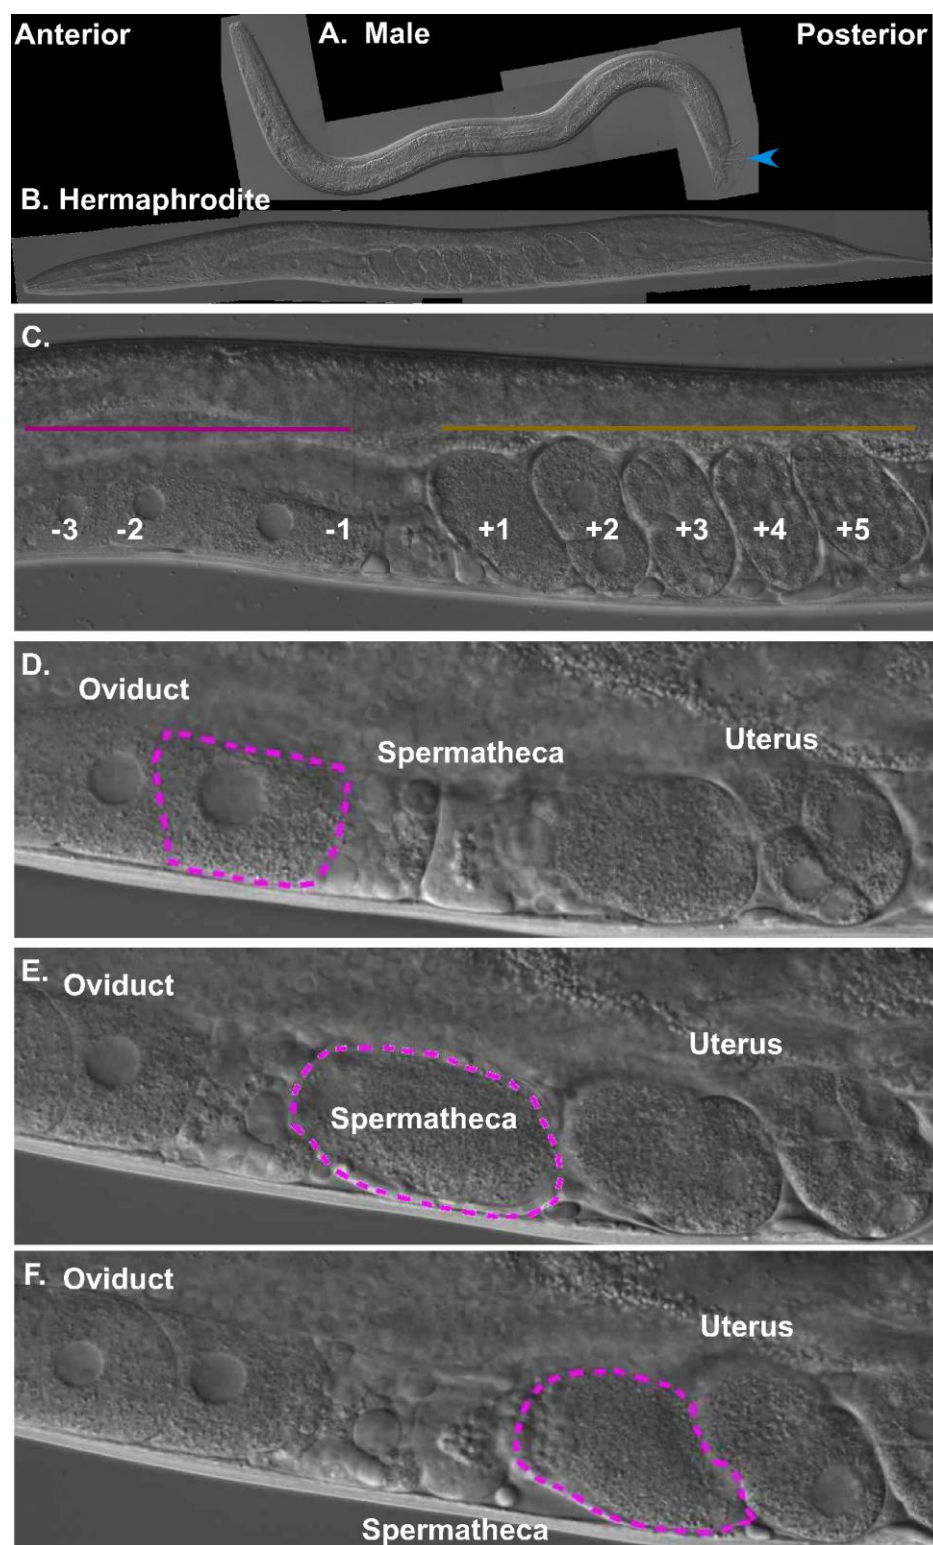 Anterior A. Male Posterior
B. Hermaphrodite
C.
-3 -2 -1 +1 +2 +3 +4 +5
D.
Oviduct
Spermatheca
Uterus
E.
Oviduct
Uterus
Spermatheca
F. Oviduct
Uterus
Spermatheca